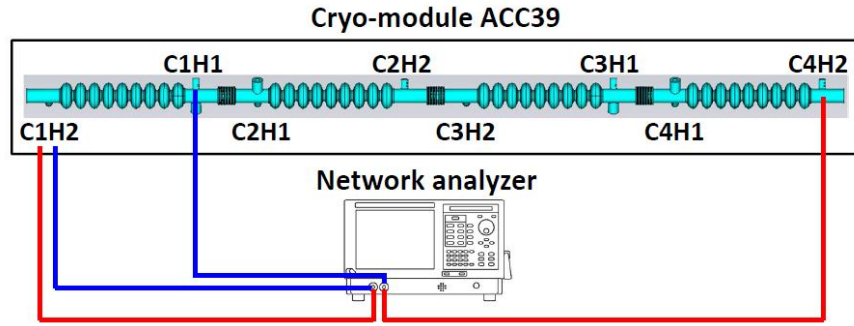 Cryo-module ACC39
C1H1 C2H2 C3H1 C4H2
C1H2 C2H1 C3H2 C4H1
Network analyzer